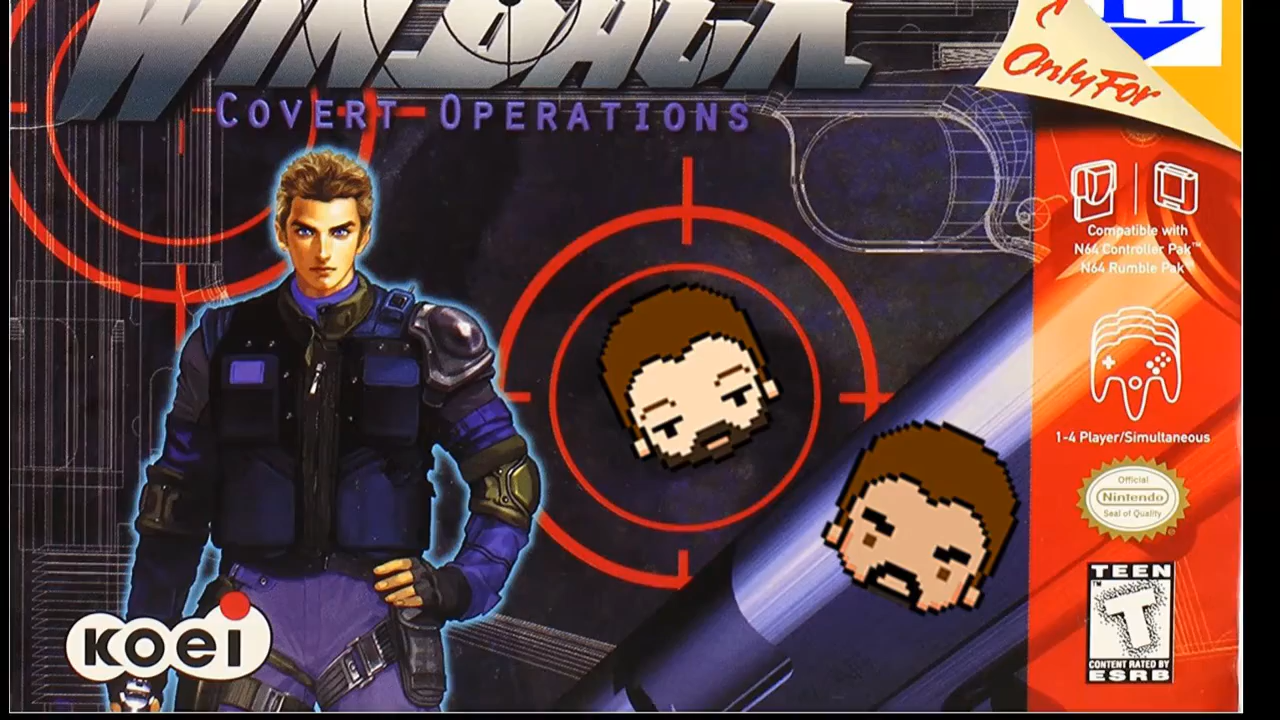 WINBACK
COVERT OPERATIONS
Only For
Compatible with
N64 Controller Pak™
N64 Rumble Pak™
1-4 Player/Simultaneous
Official
Nintendo
Seal of Quality
KOEI
TEEN
T
CONTENT RATED BY
ESRB